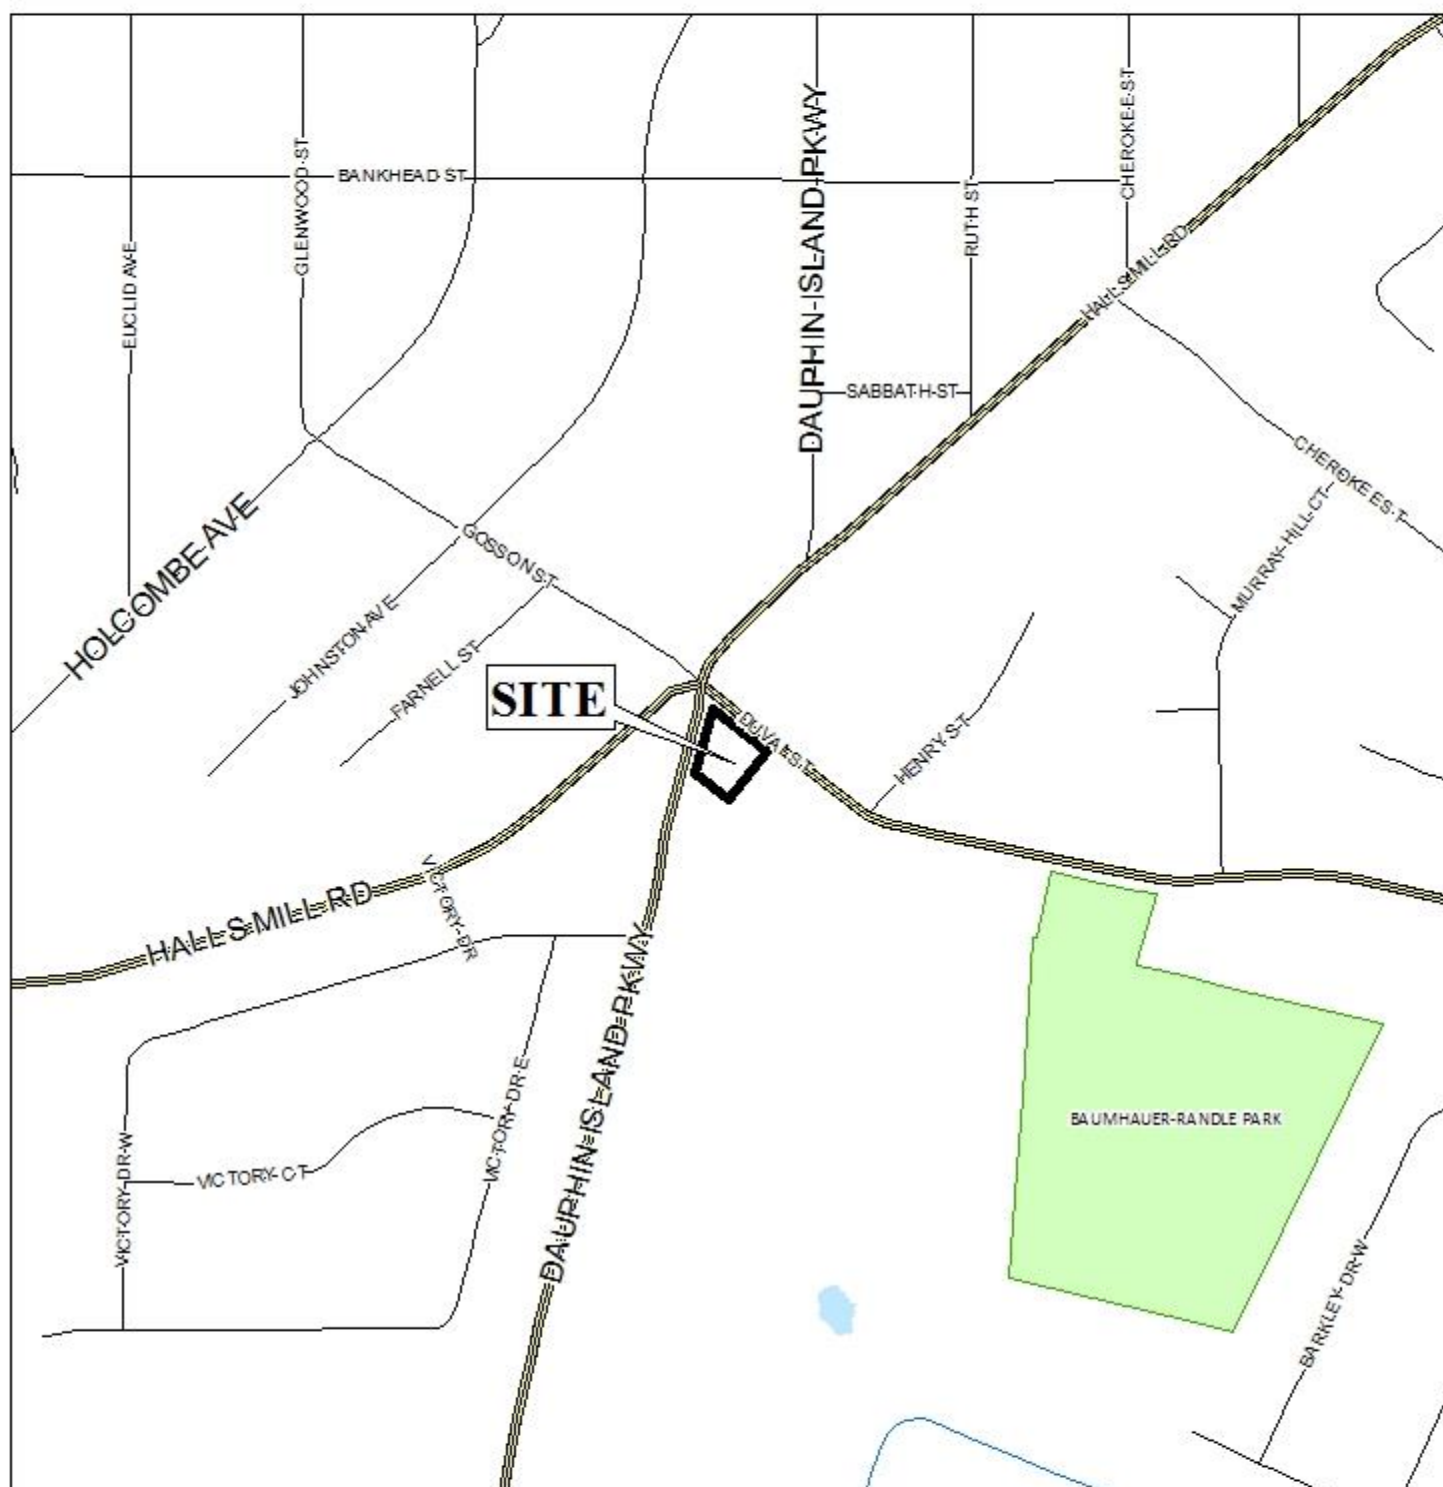 CHEROKEE ST
DAUPHIN ISLAND PKWY
GLENWOOD ST
BANKHEAD ST
RUTH ST
EUCLID AVE
HALLS MILL RD
SABBATH ST
CHEROKEE ST
HOLCOMBE AVE
GOSSON ST
MURRAY HILL CT
JOHNSTON AVE
FARNELL ST
SITE
DUVAL ST
HENRY ST
HALLS MILL RD
VICTORY DR
DAUPHIN ISLAND PKWY
VICTORY DR E
BAUMHAUER-RANDLE PARK
VICTORY DR W
VICTORY CT
BARKLEY DR W